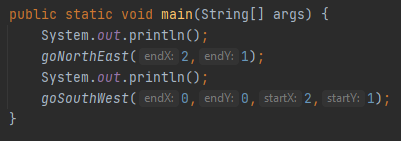 public static void main(String[] args) {
System.out.println();
goNorthEast( endX: 2, endY: 1);
System.out.println();
goSouthWest( endX: 0, endY: 0, startX: 2, startY: 1);
}